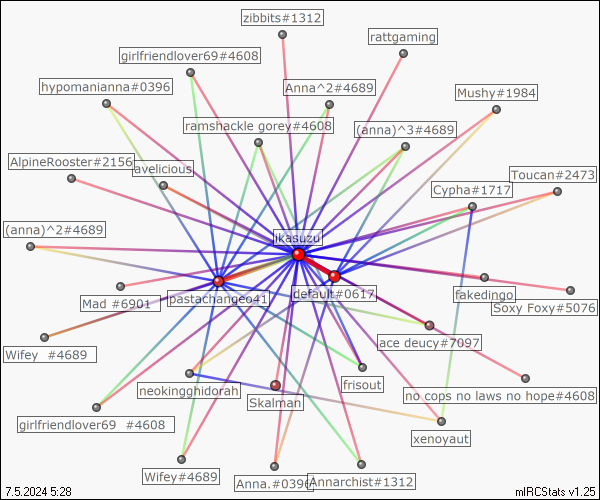 zibbits#1312
rattgaming
girlfriendlover69#4608
hypomanianna#0396
Anna^2#4689
Mushy#1984
ramshackle gorey#4608
(anna)^3#4689
AlpineRooster#2156
avelicious
Toucan#2473
Cypha#1717
(anna)^2#4689
ikasuzu
Mad #6901
pastachangeo41
default#0617
fakedingo
Soxy Foxy#5076
Wifey #4689
ace deucy#7097
neokingghidorah
frisout
Skalman
no cops no laws no hope#4608
girlfriendlover69 #4608
xenoyaut
Wifey#4689
Anna.#0396
Annarchist#1312
7.5.2024 5:28
mIRCStats v1.25